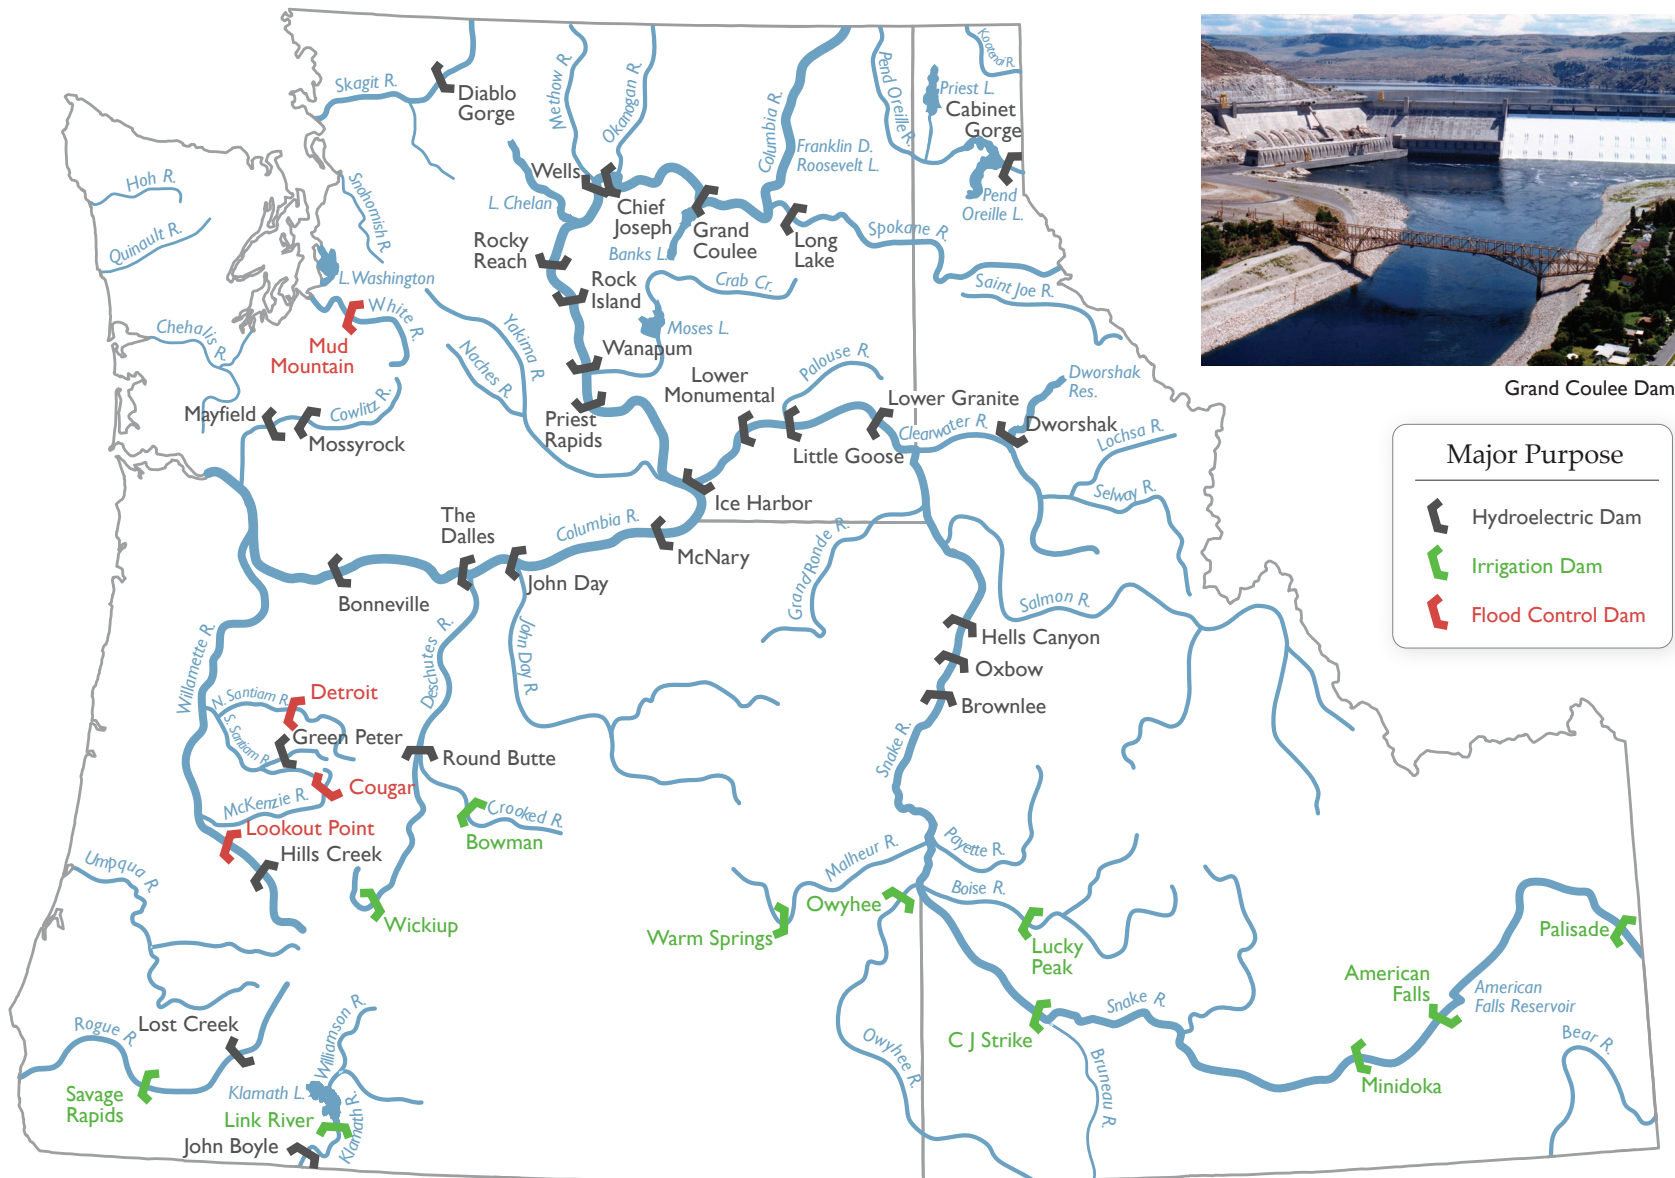 Skagit R.
Diablo
Gorge
Methow R.
Okanogan R.
Columbia R.
Franklin D.
Roosevelt L.
Pend Oreille R.
Priest L.
Kootenai R.
Cabinet
Gorge
Pend
Oreille L.
Hoh R.
Quinault R.
Snohomish R.
L. Chelan
Wells
Chief
Joseph
Banks L.
Grand
Coulee
Long
Lake
Spokane R.
Saint Joe R.
Rocky
Reach
Rock
Island
Crab Cr.
Moses L.
L.Washington
White R.
Mud
Mountain
Chehalis R.
Yakima R.
Naches R.
Wanapum
Priest
Rapids
Lower
Monumental
Palouse R.
Lower Granite
Little Goose
Clearwater R.
Dworshak
Res.
Dworshak
Lochsa R.
Selway R.
Mayfield
Mossyrock
Cowlitz R.
Ice Harbor
The
Dalles
Columbia R.
McNary
John Day
Bonneville
Grand Ronde R.
Salmon R.
Hells Canyon
Oxbow
Brownlee
Snake R.
Willamette R.
Deschutes R.
John Day R.
N. Santiam R.
Detroit
S. Santiam R.
Green Peter
Cougar
McKenzie R.
Lookout Point
Hills Creek
Round Butte
Crooked R.
Bowman
Wickiup
Umpqua R.
Malheur R.
Payette R.
Boise R.
Owyhee
Warm Springs
Lucky
Peak
C J Strike
Snake R.
Owyhee R.
Bruneau R.
American
Falls
American
Falls Reservoir
Palisade
Minidoka
Bear R.
Rogue R.
Lost Creek
Savage
Rapids
Williamson R.
Klamath L.
Link River
Klamath R.
John Boyle
Grand Coulee Dam
Major Purpose
Hydroelectric Dam
Irrigation Dam
Flood Control Dam